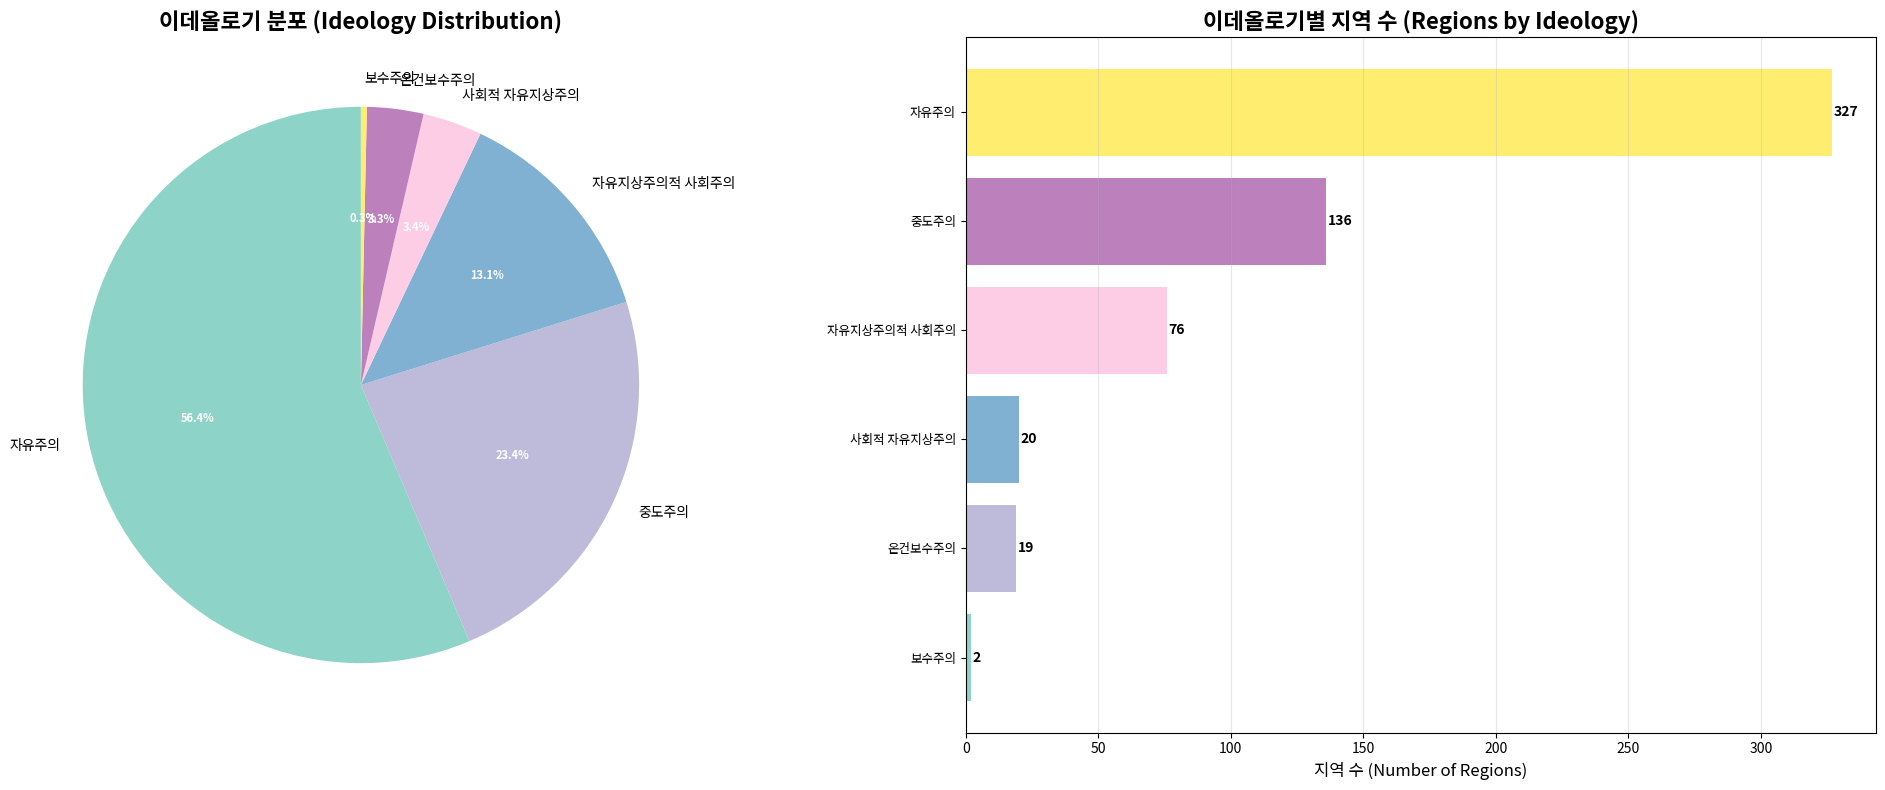 이데올로기 분포 (Ideology Distribution)
보수주의
온건보수주의
사회적 자유지상주의
자유지상주의적 사회주의
0.3%
3.3%
3.4%
13.1%
56.4%
자유주의
23.4%
중도주의
이데올로기별 지역 수 (Regions by Ideology)
자유주의
327
중도주의
136
자유지상주의적 사회주의
76
사회적 자유지상주의
20
온건보수주의
19
보수주의
2
0
50
100
150
200
250
300
지역 수 (Number of Regions)